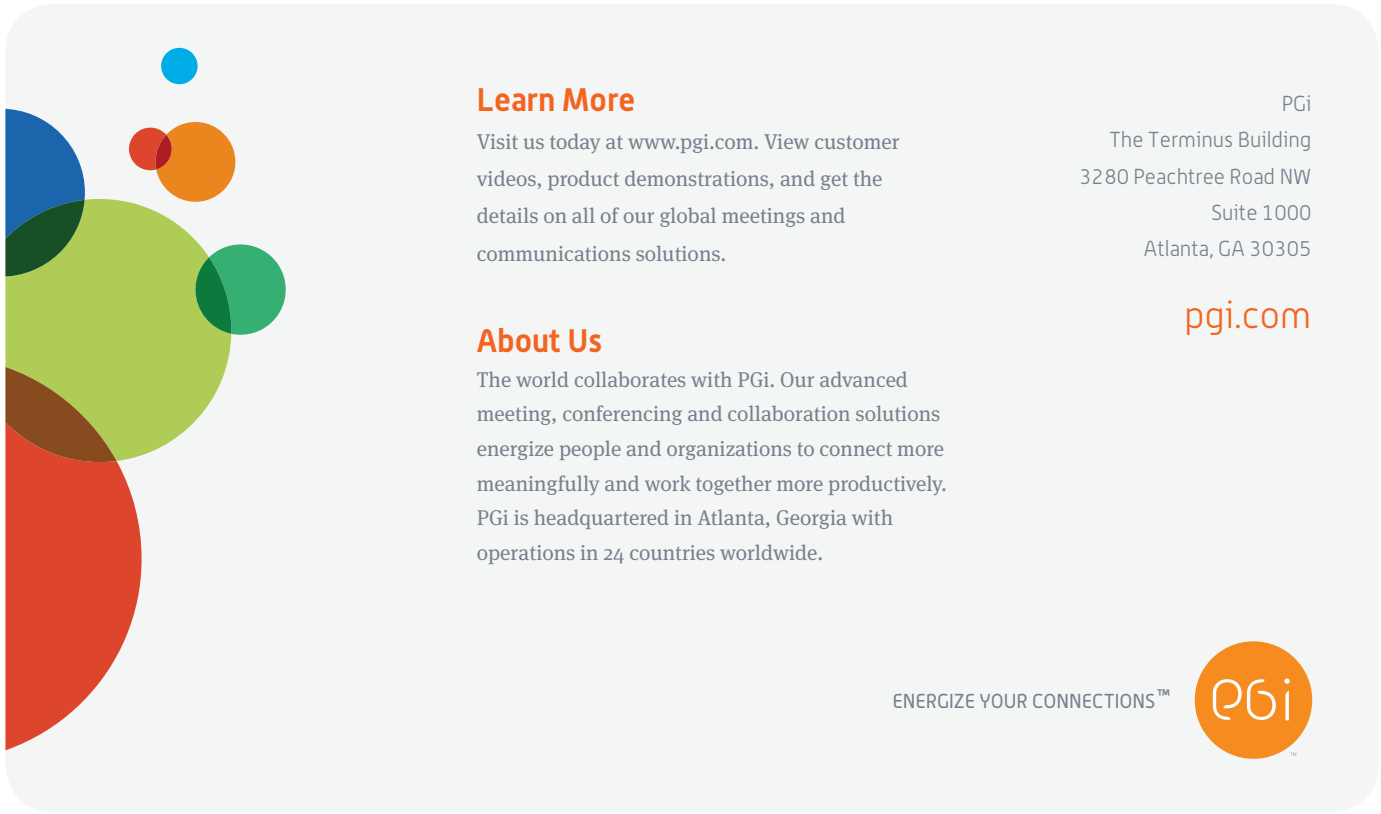 Learn More
Visit us today at www.pgi.com. View customer
videos, product demonstrations, and get the
details on all of our global meetings and
communications solutions.
About Us
The world collaborates with PGi. Our advanced
meeting, conferencing and collaboration solutions
energize people and organizations to connect more
meaningfully and work together more productively.
PGi is headquartered in Atlanta, Georgia with
operations in 24 countries worldwide.
PGi
The Terminus Building
3280 Peachtree Road NW
Suite 1000
Atlanta, GA 30305
pgi.com
ENERGIZE YOUR CONNECTIONS™
PGi
™